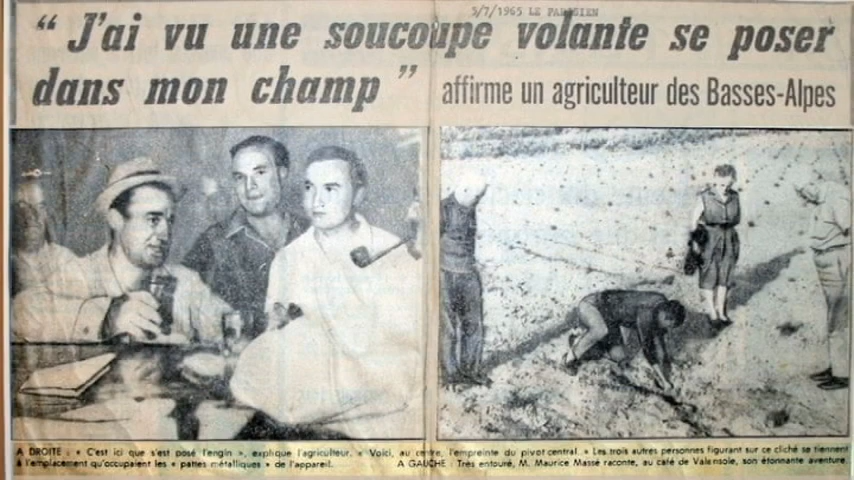 5/7/1965 LE PARISIEN
“ J'ai vu une soucoupe volante se poser
dans mon champ ” affirme un agriculteur des Basses-Alpes
A DROITE : « C'est ici que s'est posé l'engin », explique l'agriculteur. « Voici, au centre, l'empreinte du pivot central. » Les trois autres personnes figurant sur ce cliché se tiennent
à l'emplacement qu'occupaient les « pattes métalliques » de l'appareil. A GAUCHE : Très entouré, M. Maurice Masse raconte, au café de Valensole, son étonnante aventure.